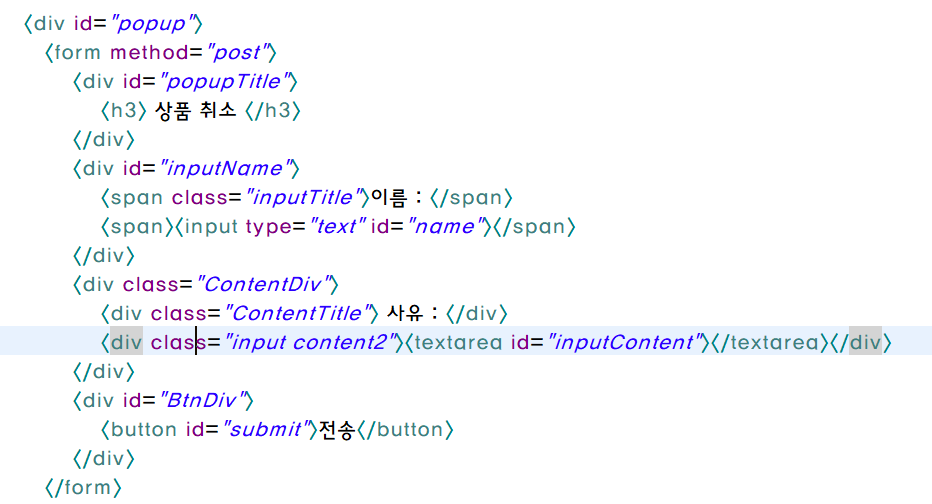 <div id="popup">
<form method="post">
<div id="popupTitle">
<h3> 상품 취소 </h3>
</div>
<div id="inputName">
<span class="inputTitle">이름 : </span>
<span><input type="text" id="name"></span>
</div>
<div class="ContentDiv">
<div class="ContentTitle"> 사유 : </div>
<div class="input content2"><textarea id="inputContent"></textarea></div>
</div>
<div id="BtnDiv">
<button id="submit">전송</button>
</div>
</form>